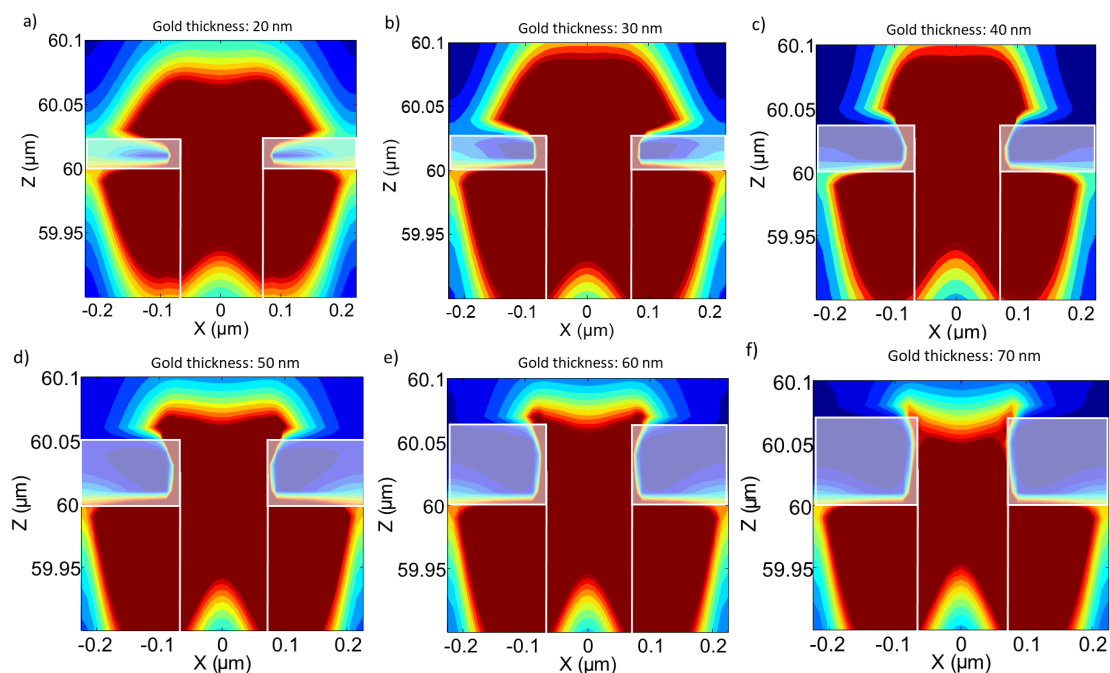 a)
Gold thickness: 20 nm
60.1
60.05
60
59.95
Z (µm)
-0.2
-0.1
0
0.1
0.2
X (µm)
b)
Gold thickness: 30 nm
60.1
60.05
60
59.95
Z (µm)
-0.2
-0.1
0
0.1
0.2
X (µm)
c)
Gold thickness: 40 nm
60.1
60.05
60
59.95
Z (µm)
-0.2
-0.1
0
0.1
0.2
X (µm)
d)
Gold thickness: 50 nm
60.1
60.05
60
59.95
Z (µm)
-0.2
-0.1
0
0.1
0.2
X (µm)
e)
Gold thickness: 60 nm
60.1
60.05
60
59.95
Z (µm)
-0.2
-0.1
0
0.1
0.2
X (µm)
f)
Gold thickness: 70 nm
60.1
60.05
60
59.95
Z (µm)
-0.2
-0.1
0
0.1
0.2
X (µm)